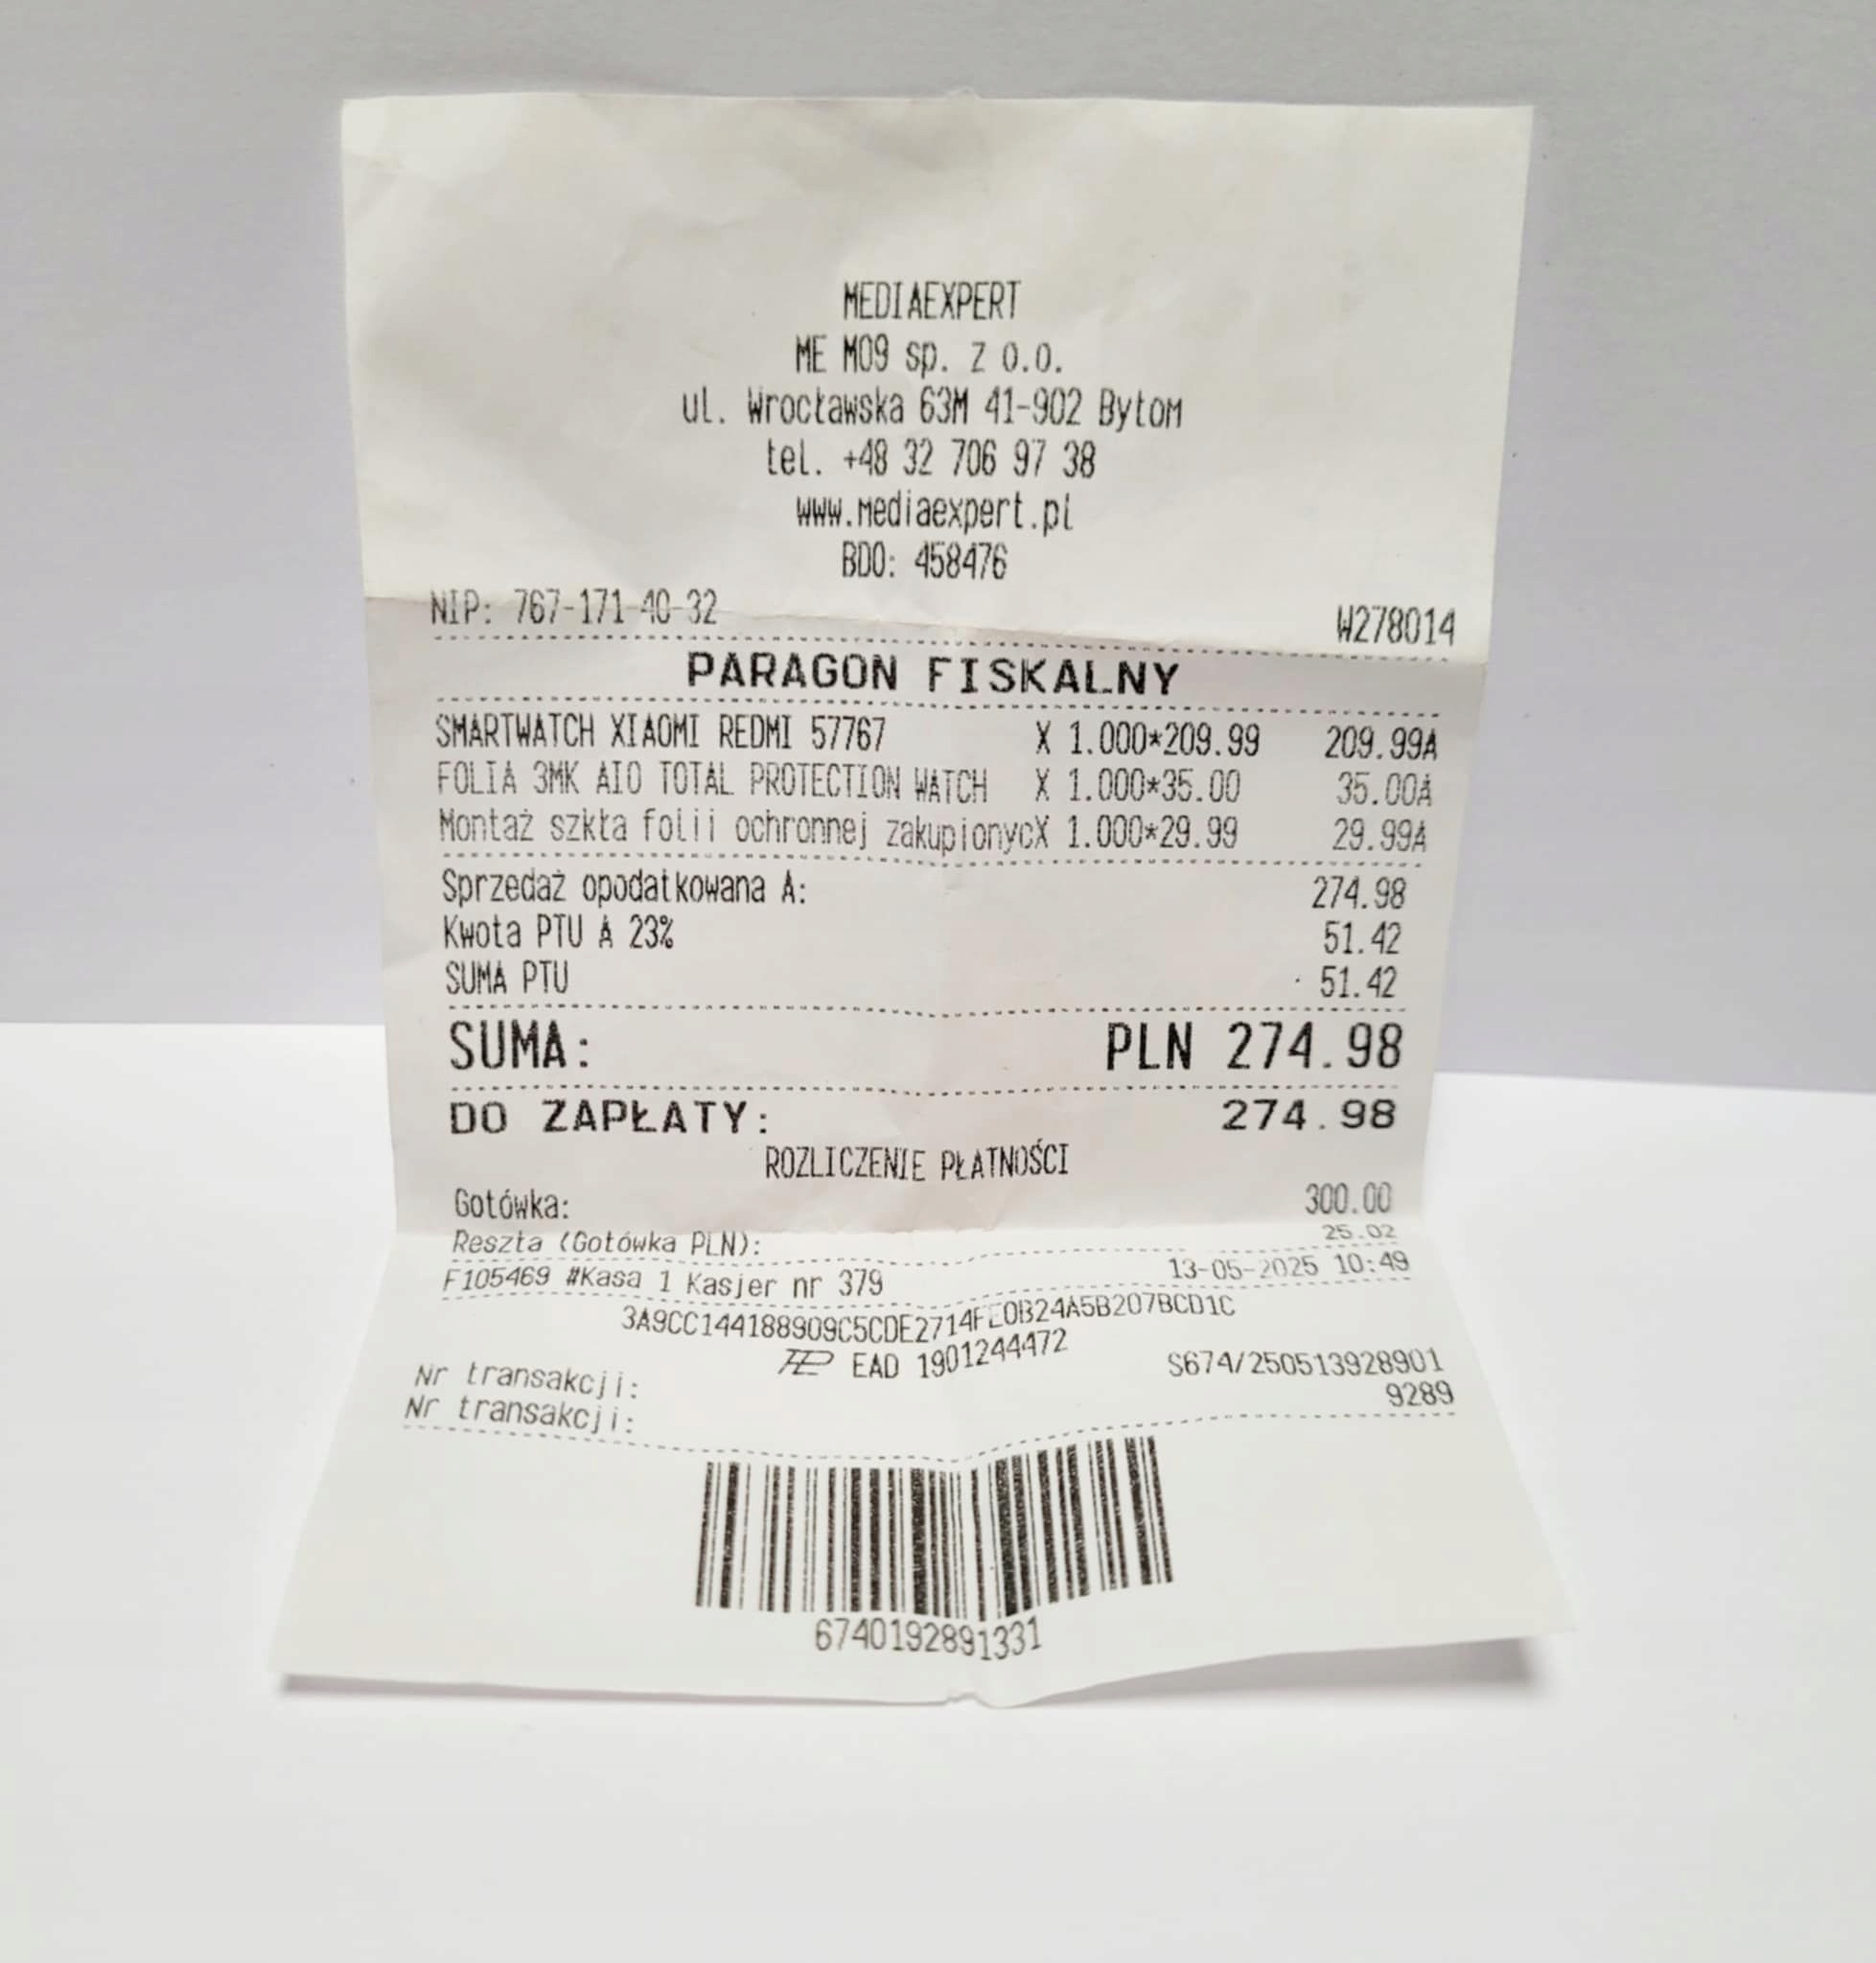 MEDIAEXPERT
ME M09 sp. z o.o.
ul. Wrocławska 63M 41-902 Bytom
tel. +48 32 706 97 38
www.mediaexpert.pl
BDO: 458476
NIP: 767-171-40-32 W278014
PARAGON FISKALNY
SMARTWATCH XIAOMI REDMI 57767 X 1.000*209.99 209.99A
FOLIA 3MK AIO TOTAL PROTECTION WATCH X 1.000*35.00 35.00A
Montaż szkła folii ochronnej zakupionycX 1.000*29.99 29.99A
Sprzedaż opodatkowana A: 274.98
Kwota PTU A 23% 51.42
SUMA PTU 51.42
SUMA: PLN 274.98
DO ZAPŁATY: 274.98
ROZLICZENIE PŁATNOŚCI
Gotówka: 300.00
Reszta (Gotówka PLN): 25.02
F105469 #Kasa 1 Kasjer nr 379 13-05-2025 10:49
3A9CC144188909C5CDE2714FE0B24A5B207BCD1C
EAD 1901244472
Nr transakcji: S674/250513928901
Nr transakcji: 9289
6740192891331